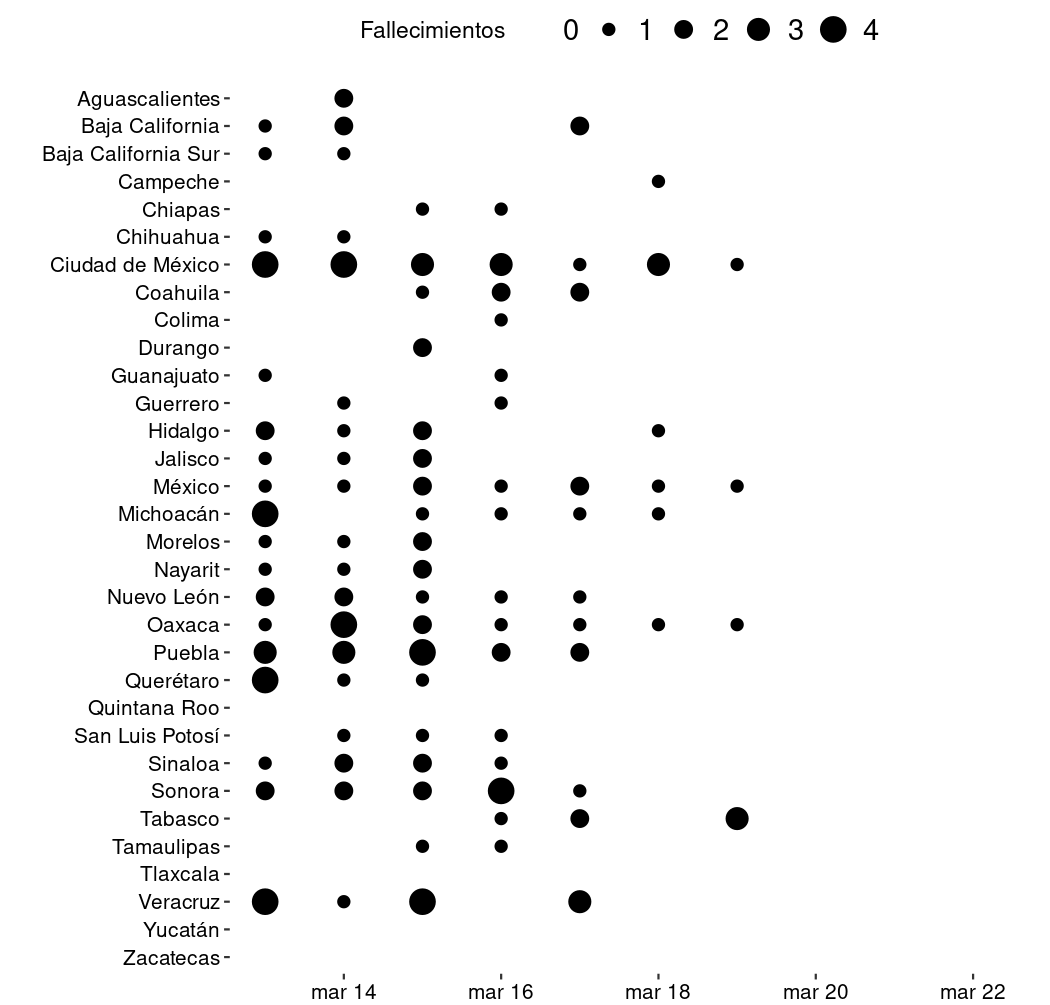 Fallecimientos 0 1 2 3 4
Aguascalientes
Baja California
Baja California Sur
Campeche
Chiapas
Chihuahua
Ciudad de México
Coahuila
Colima
Durango
Guanajuato
Guerrero
Hidalgo
Jalisco
México
Michoacán
Morelos
Nayarit
Nuevo León
Oaxaca
Puebla
Querétaro
Quintana Roo
San Luis Potosí
Sinaloa
Sonora
Tabasco
Tamaulipas
Tlaxcala
Veracruz
Yucatán
Zacatecas
mar 14 mar 16 mar 18 mar 20 mar 22